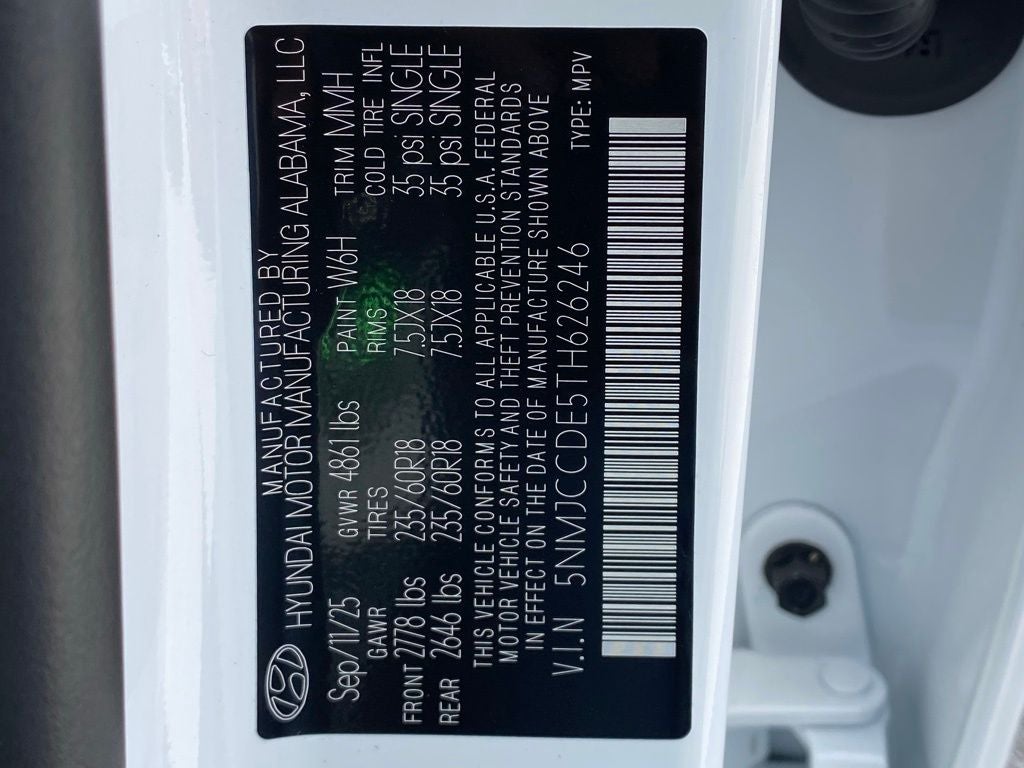 MANUFACTURED BY
HYUNDAI MOTOR MANUFACTURING ALABAMA, LLC
Sep/11/25 GVWR 4861 lbs PAINT W6H TRIM MMH
GAWR TIRES RIMS COLD TIRE INFL
FRONT 2778 lbs 235/60R18 7.5JX18 35 psi SINGLE
REAR 2646 lbs 235/60R18 7.5JX18 35 psi SINGLE
THIS VEHICLE CONFORMS TO ALL APPLICABLE U.S.A. FEDERAL
MOTOR VEHICLE SAFETY AND THEFT PREVENTION STANDARDS
IN EFFECT ON THE DATE OF MANUFACTURE SHOWN ABOVE
V.I.N 5NMJCCDE5TH626246 TYPE: MPV